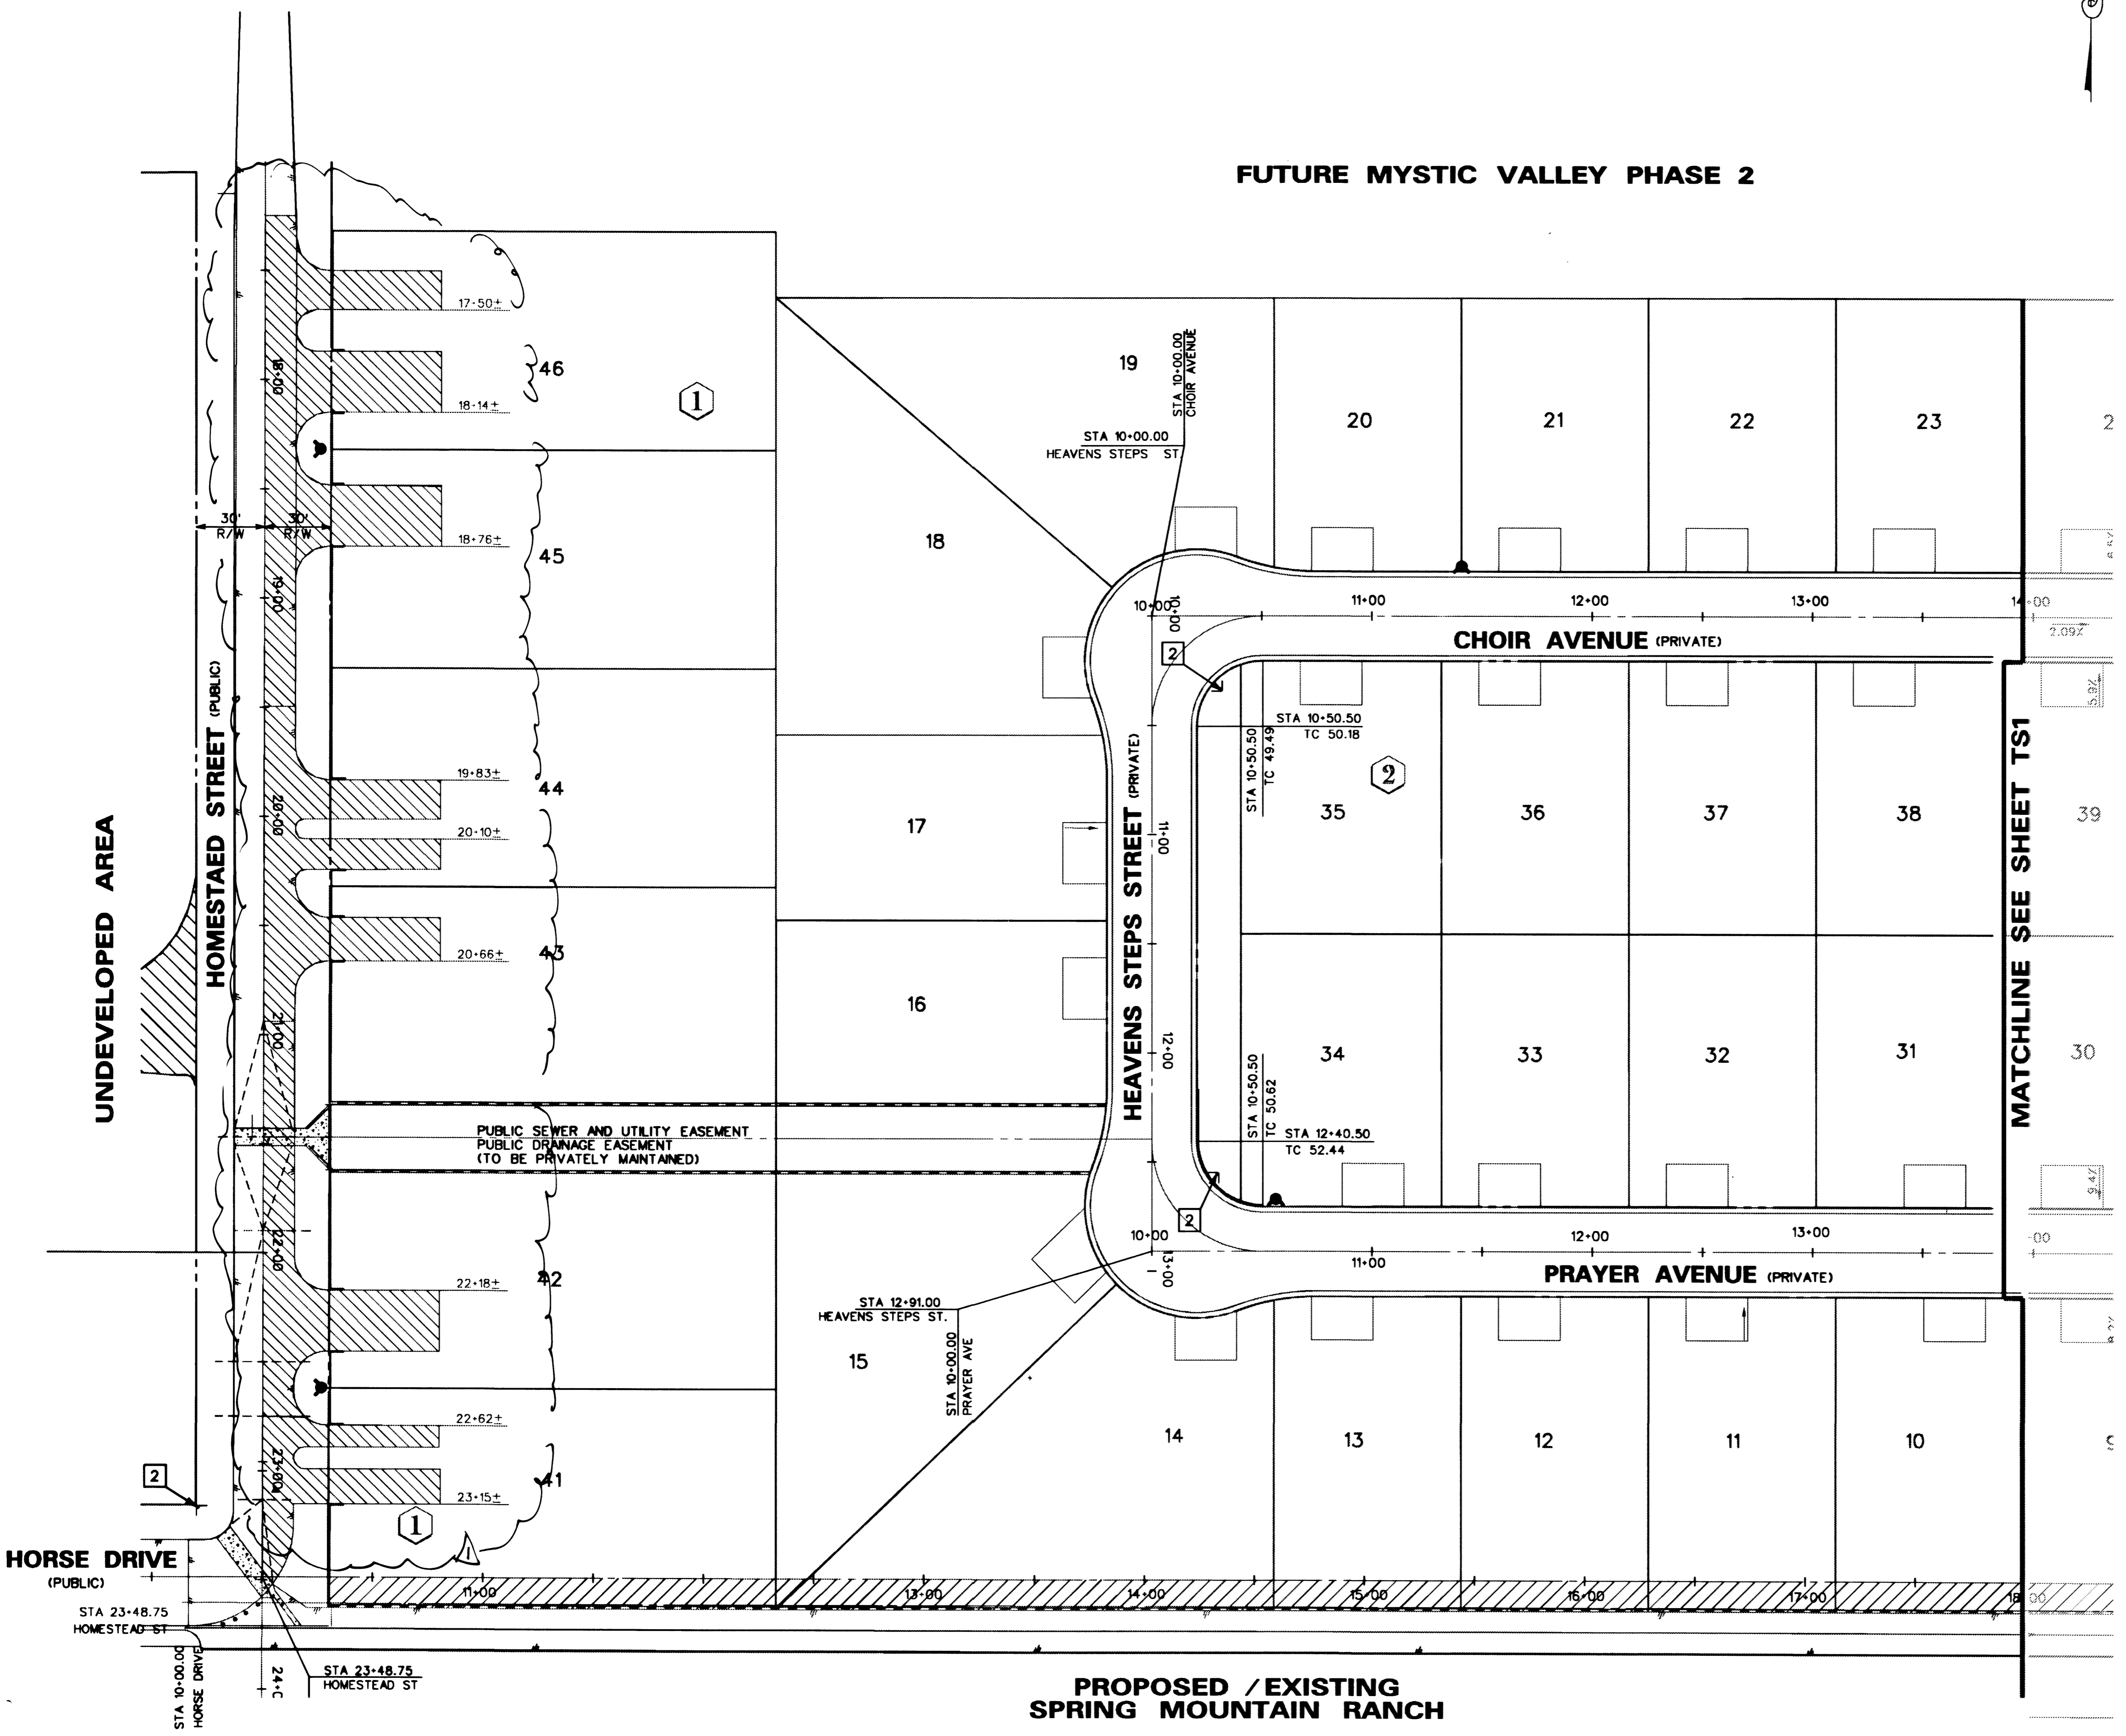 FUTURE MYSTIC VALLEY PHASE 2
17+50±
18+00
46
1
18+14±
30'
R/W
30'
R/W
18+76±
45
19+00
19
STA 10+00.00
CHOIR AVENUE
STA 10+00.00
HEAVENS STEPS ST.
20
21
22
23
18
10+00
10+00
11+00
12+00
13+00
14+00
2.09%
CHOIR AVENUE (PRIVATE)
2
STA 10+50.50
TC 50.18
STA 10+50.50
TC 49.49
5.9%
UNDEVELOPED AREA
HOMESTAED STREET (PUBLIC)
19+83±
44
20+00
20+10±
20+66±
43
21+00
17
16
HEAVENS STEPS STREET (PRIVATE)
11+00
12+00
2
35
36
37
38
39
MATCHLINE SEE SHEET TS1
34
33
32
31
30
PUBLIC SEWER AND UTILITY EASEMENT
PUBLIC DRAINAGE EASEMENT
(TO BE PRIVATELY MAINTAINED)
STA 10+50.50
TC 50.62
STA 12+40.50
TC 52.44
9.4%
2
10+00
13+00
11+00
12+00
13+00
+00
PRAYER AVENUE (PRIVATE)
22+00
22+18±
42
STA 12+91.00
HEAVENS STEPS ST.
STA 10+00.00
PRAYER AVE
15
14
13
12
11
10
9
22+62±
23+00
41
23+15±
2
1
1
HORSE DRIVE
(PUBLIC)
11+00
13+00
14+00
15+00
16+00
17+00
18+00
STA 23+48.75
HOMESTEAD ST
STA 10+00.00
HORSE DRIVE
24+0
STA 23+48.75
HOMESTEAD ST
PROPOSED / EXISTING
SPRING MOUNTAIN RANCH